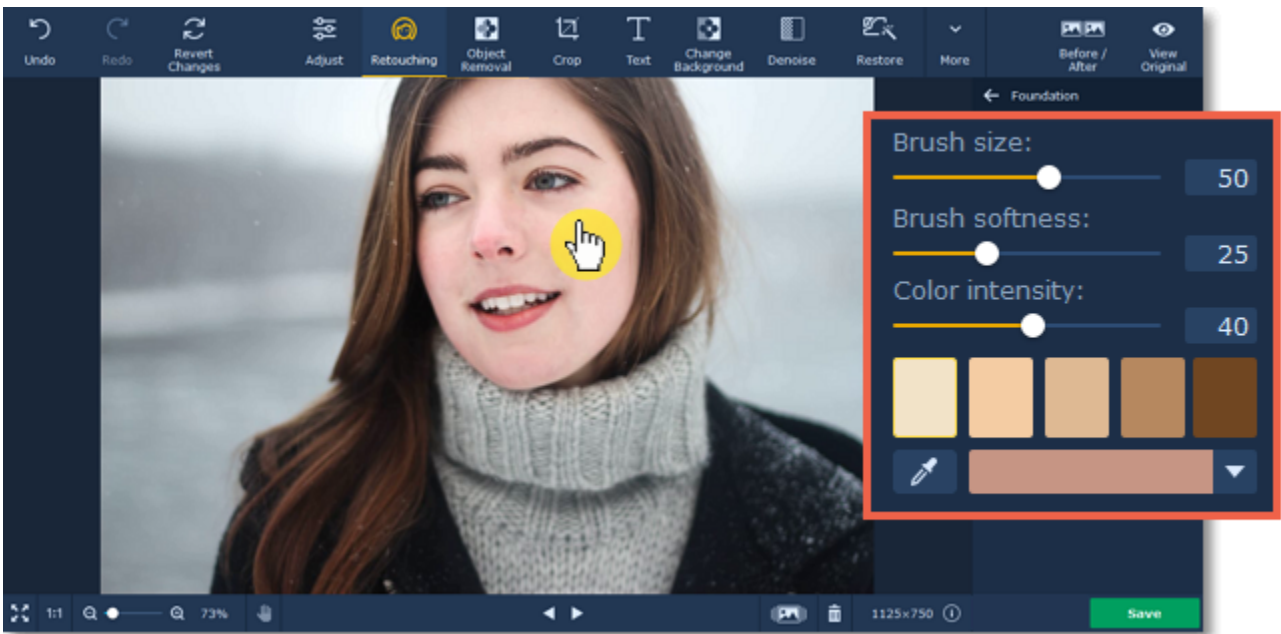 Undo
Redo
Revert
Changes
Adjust
Retouching
Object
Removal
Crop
Text
Change
Background
Denoise
Restore
More
Before /
After
View
Original
Foundation
Brush size:
50
Brush softness:
25
Color intensity:
40
1:1
73%
1125×750
Save